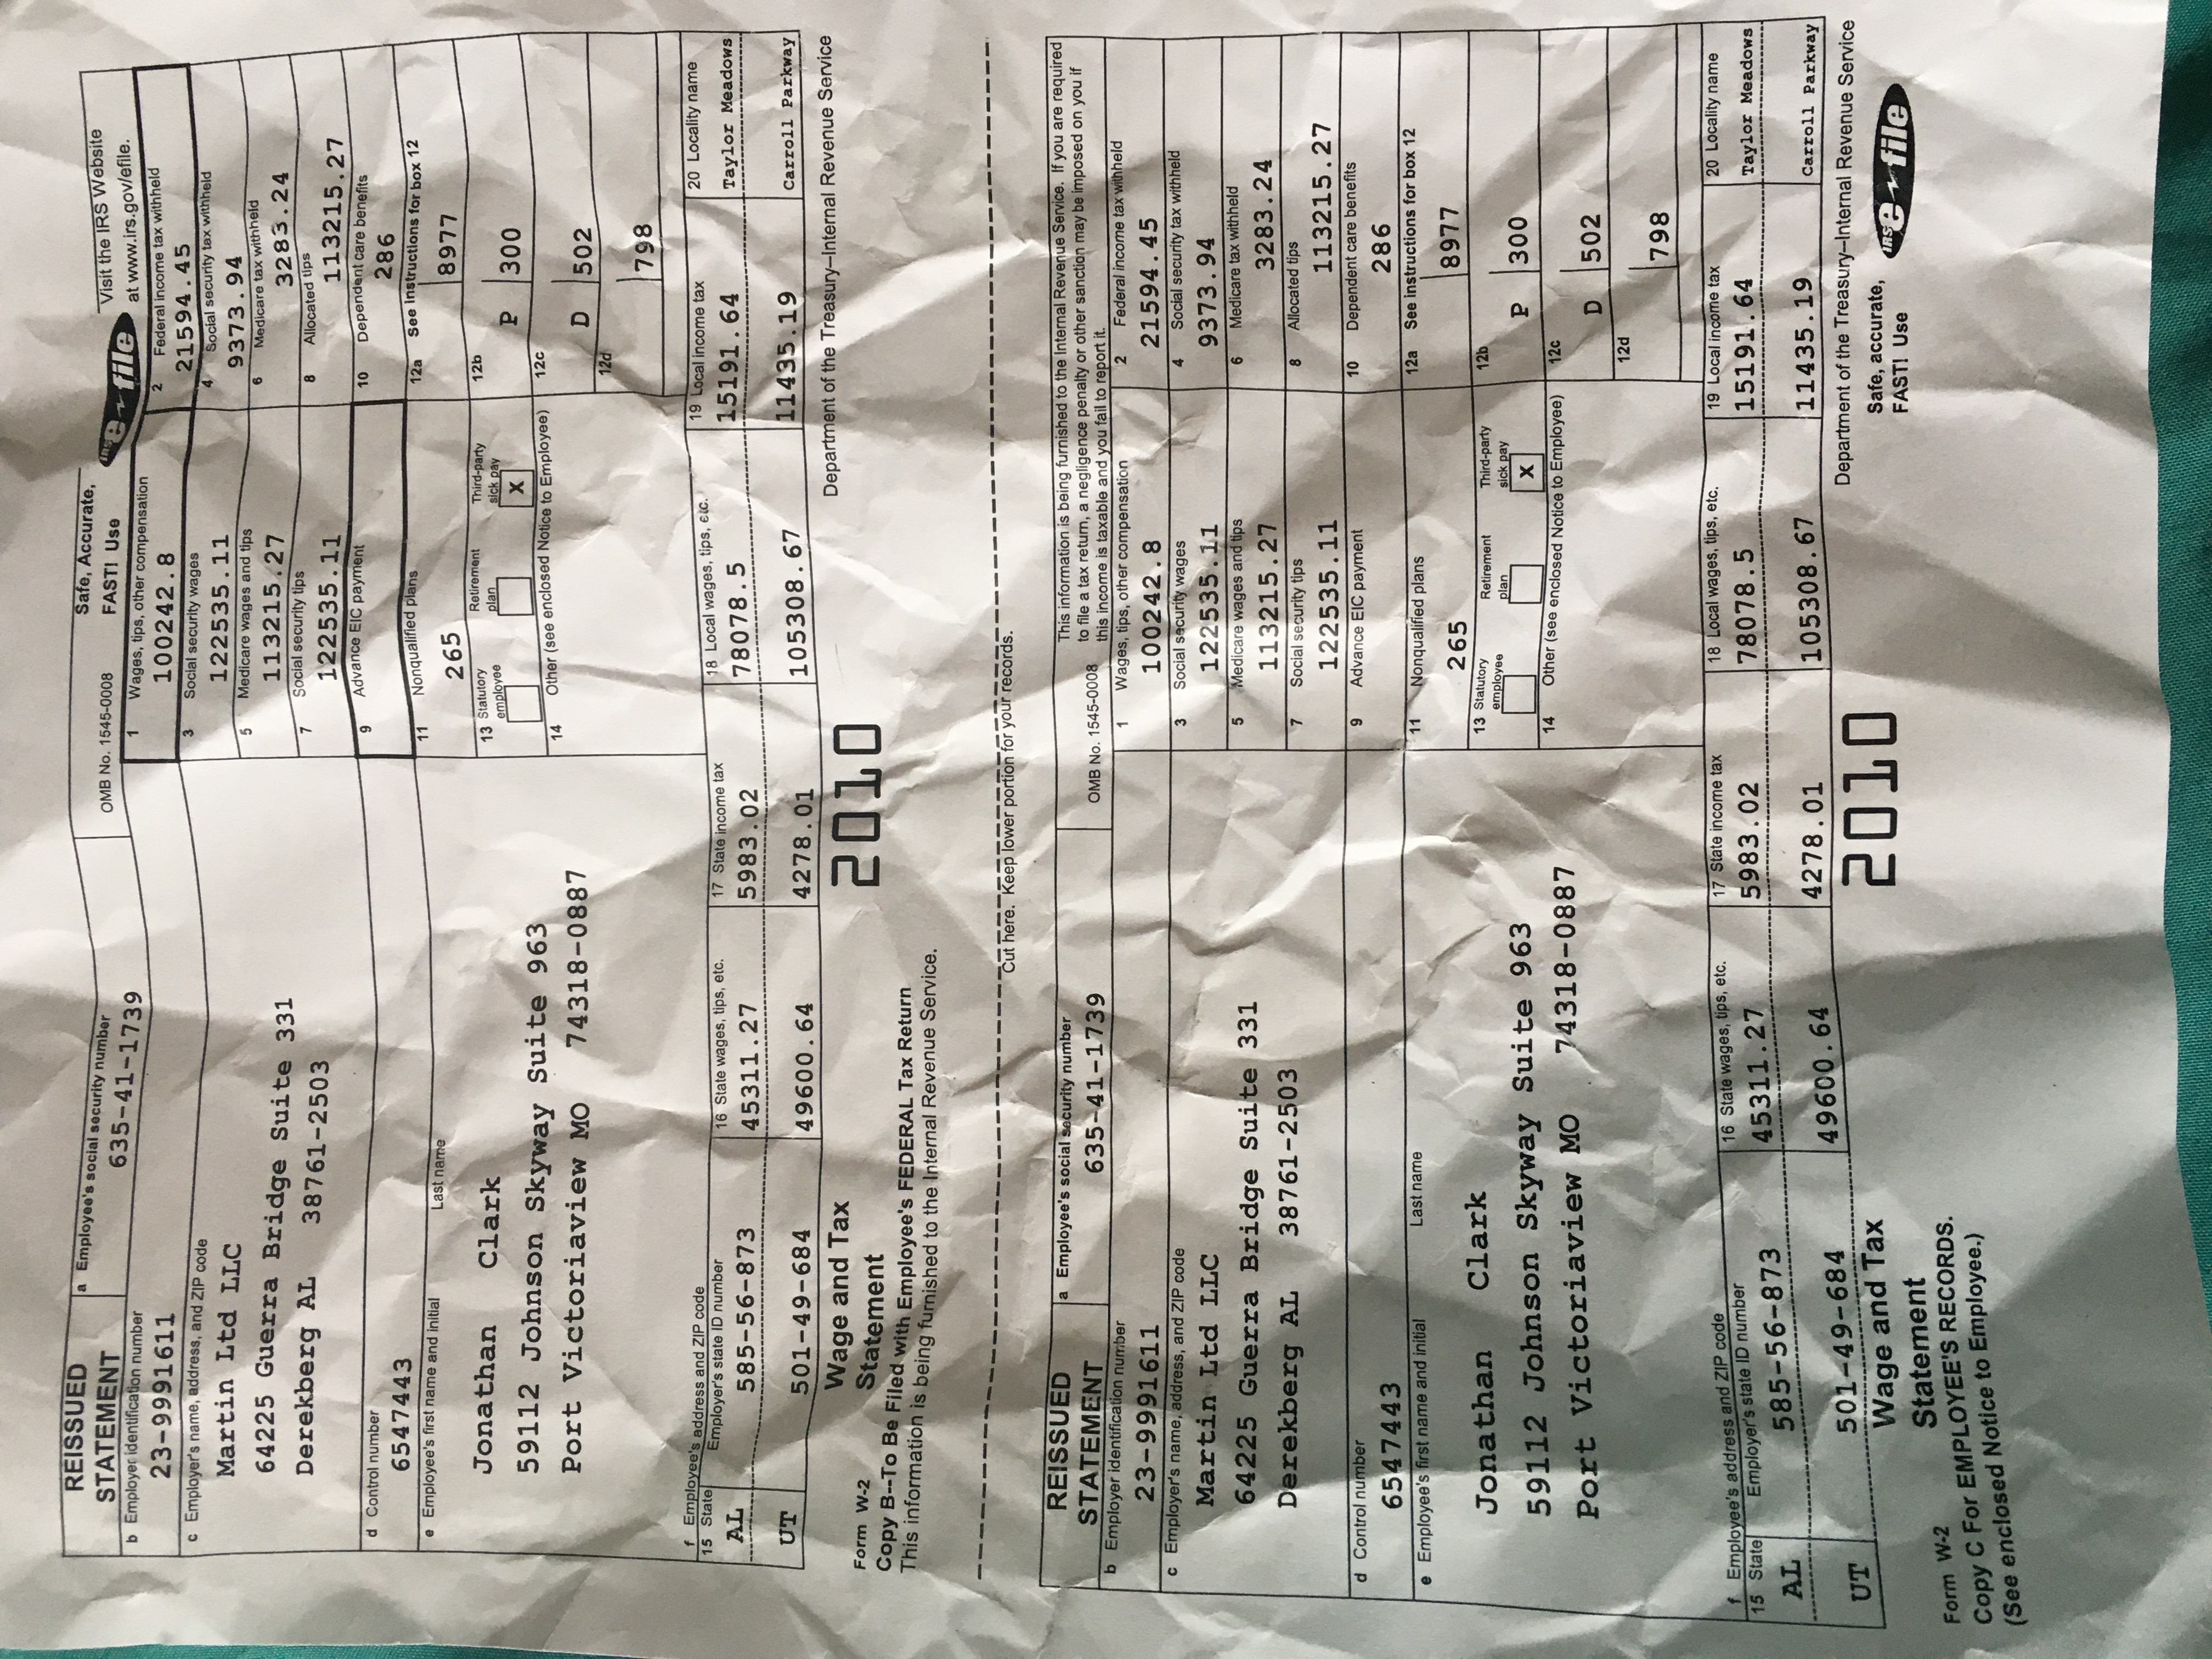 REISSUED STATEMENT
a Employee's social security number
635-41-1739
OMB No. 1545-0008
Safe, Accurate,
FAST! Use
IRS e-file
Visit the IRS Website
at www.irs.gov/efile.
b Employer identification number
23-9991611
1 Wages, tips, other compensation
100242.8
2 Federal income tax withheld
21594.45
c Employer's name, address, and ZIP code
Martin Ltd LLC
64225 Guerra Bridge Suite 331
Derekberg AL 38761-2503
3 Social security wages
122535.11
4 Social security tax withheld
9373.94
5 Medicare wages and tips
113215.27
6 Medicare tax withheld
3283.24
7 Social security tips
122535.11
8 Allocated tips
113215.27
d Control number
6547443
9 Advance EIC payment
10 Dependent care benefits
286
e Employee's first name and initial Last name
Jonathan Clark
59112 Johnson Skyway Suite 963
Port Victoriaview MO 74318-0887
11 Nonqualified plans
265
12a See instructions for box 12
8977
13 Statutory employee
Retirement plan
Third-party sick pay
X
12b
P 300
14 Other (see enclosed Notice to Employee)
12c
D 502
12d
798
f Employee's address and ZIP code
15 State Employer's state ID number
16 State wages, tips, etc.
17 State income tax
18 Local wages, tips, etc.
19 Local income tax
20 Locality name
AL 585-56-873 45311.27 5983.02 78078.5 15191.64 Taylor Meadows
UT 501-49-684 49600.64 4278.01 105308.67 11435.19 Carroll Parkway
Form W-2
Wage and Tax
Statement
2010
Department of the Treasury–Internal Revenue Service
Copy B--To Be Filed with Employee's FEDERAL Tax Return
This information is being furnished to the Internal Revenue Service.
Cut here. Keep lower portion for your records.
REISSUED STATEMENT
a Employee's social security number
635-41-1739
OMB No. 1545-0008
This information is being furnished to the Internal Revenue Service. If you are required
to file a tax return, a negligence penalty or other sanction may be imposed on you if
this income is taxable and you fail to report it.
b Employer identification number
23-9991611
1 Wages, tips, other compensation
100242.8
2 Federal income tax withheld
21594.45
c Employer's name, address, and ZIP code
Martin Ltd LLC
64225 Guerra Bridge Suite 331
Derekberg AL 38761-2503
3 Social security wages
122535.11
4 Social security tax withheld
9373.94
5 Medicare wages and tips
113215.27
6 Medicare tax withheld
3283.24
7 Social security tips
122535.11
8 Allocated tips
113215.27
d Control number
6547443
9 Advance EIC payment
10 Dependent care benefits
286
e Employee's first name and initial Last name
Jonathan Clark
59112 Johnson Skyway Suite 963
Port Victoriaview MO 74318-0887
11 Nonqualified plans
265
12a See instructions for box 12
8977
13 Statutory employee
Retirement plan
Third-party sick pay
X
12b
P 300
14 Other (see enclosed Notice to Employee)
12c
D 502
12d
798
f Employee's address and ZIP code
15 State Employer's state ID number
16 State wages, tips, etc.
17 State income tax
18 Local wages, tips, etc.
19 Local income tax
20 Locality name
AL 585-56-873 45311.27 5983.02 78078.5 15191.64 Taylor Meadows
UT 501-49-684 49600.64 4278.01 105308.67 11435.19 Carroll Parkway
Form W-2
Wage and Tax
Statement
2010
Department of the Treasury–Internal Revenue Service
Safe, accurate,
FAST! Use
IRS e-file
Copy C For EMPLOYEE'S RECORDS.
(See enclosed Notice to Employee.)